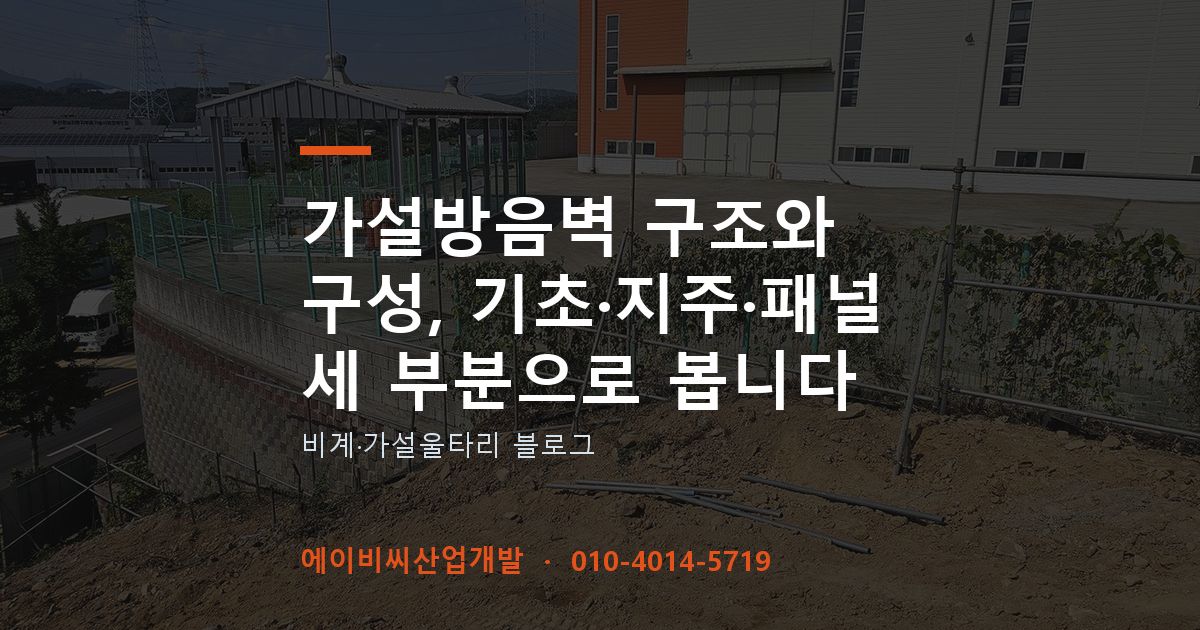 가설방음벽 구조와
구성, 기초·지주·패널
세 부분으로 봅니다
비계·가설울타리 블로그
에이비씨산업개발 · 010-4014-5719